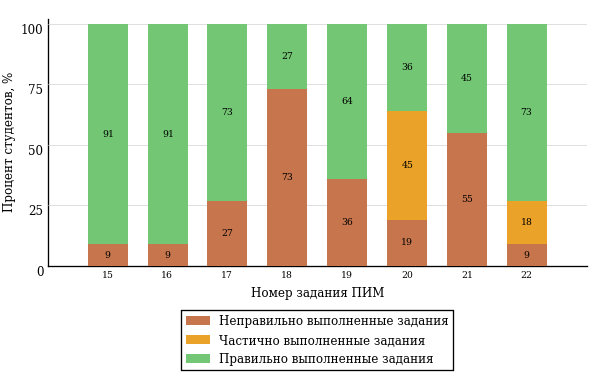 Процент студентов, %
100
75
50
25
0
91 91 73 27 64 36 45 73
45 18
9 9 27 73 36 19 55 9
15 16 17 18 19 20 21 22
Номер задания ПИМ
Неправильно выполненные задания
Частично выполненные задания
Правильно выполненные задания